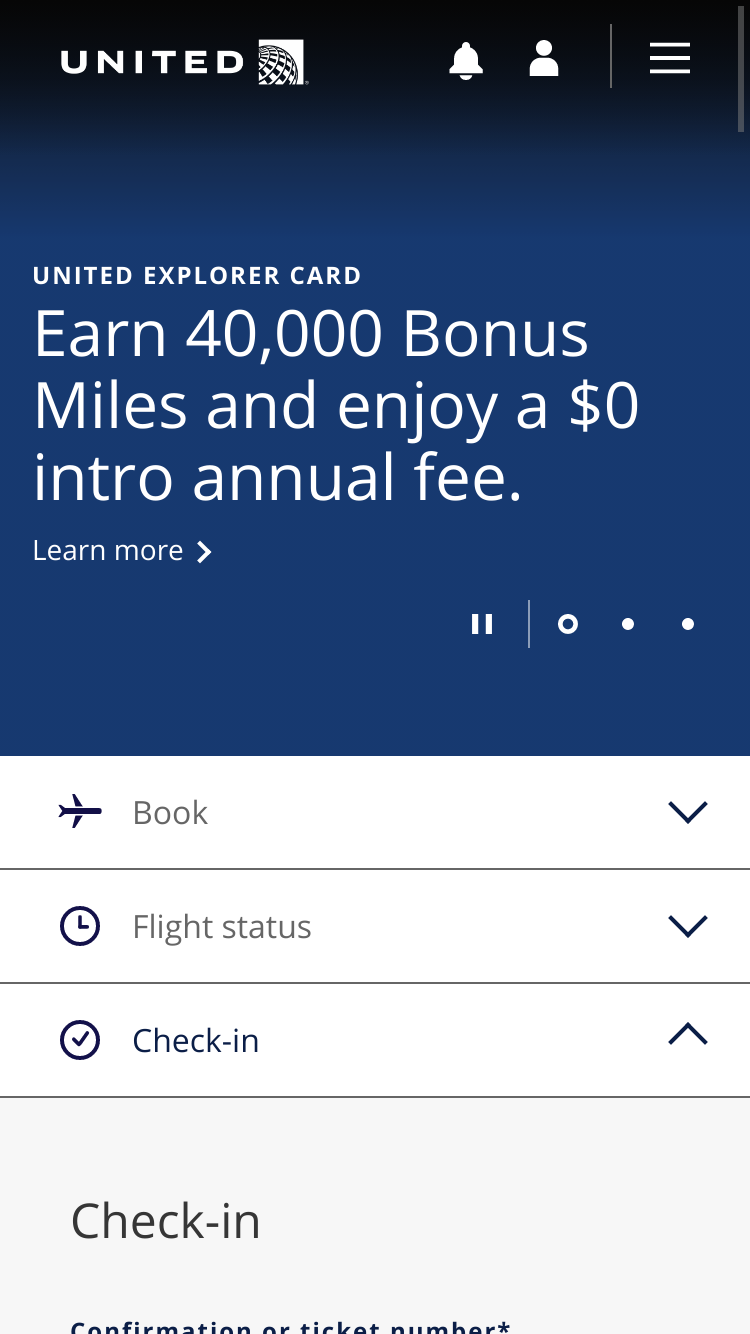 UNITED
UNITED EXPLORER CARD
Earn 40,000 Bonus
Miles and enjoy a $0
intro annual fee.
Learn more
Book
Flight status
Check-in
Check-in
Confirmation or ticket number*